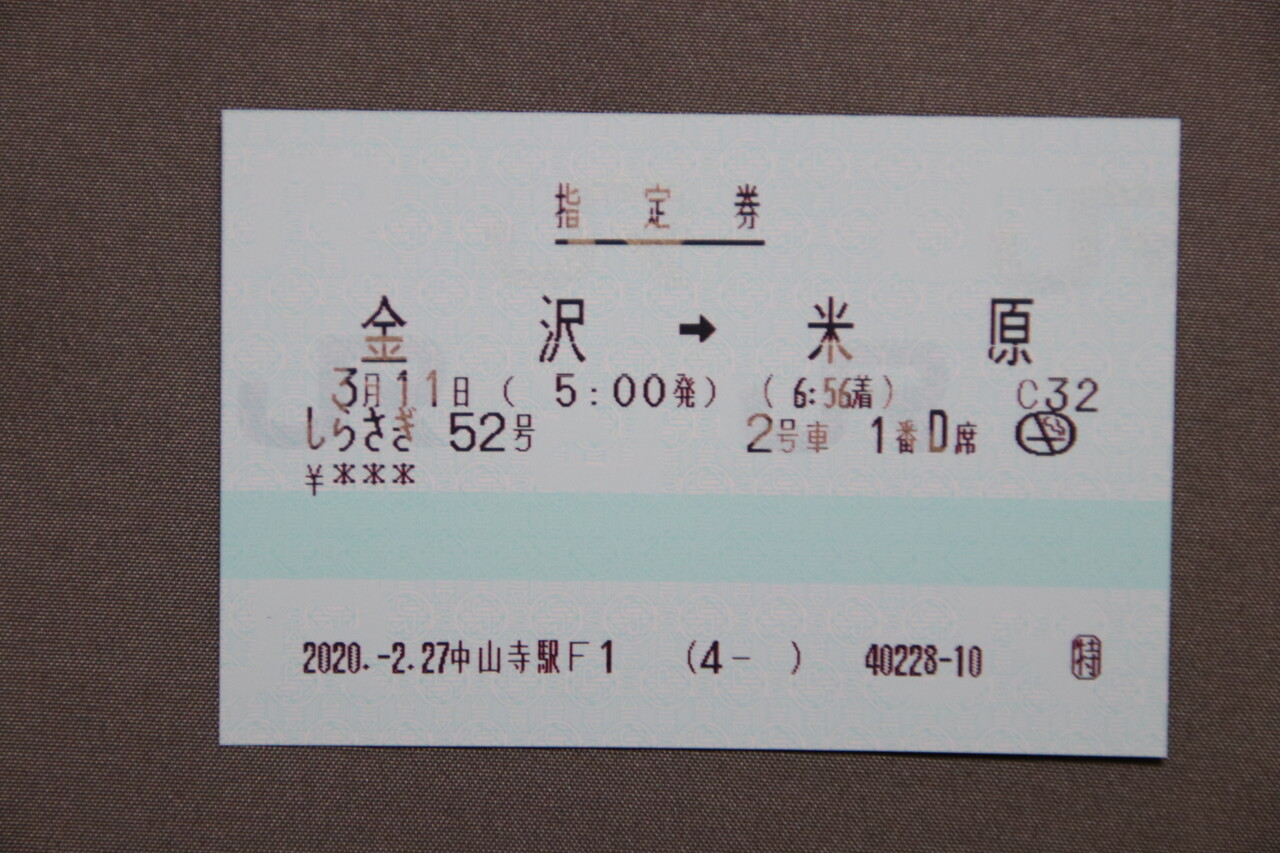 指定券
金沢➡米原
3月11日( 5:00発) (6:56着) C32
しらさぎ 52号 2号車 1番D席
¥***
2020.-2.27中山寺駅F1 (4- ) 40228-10 ㊕